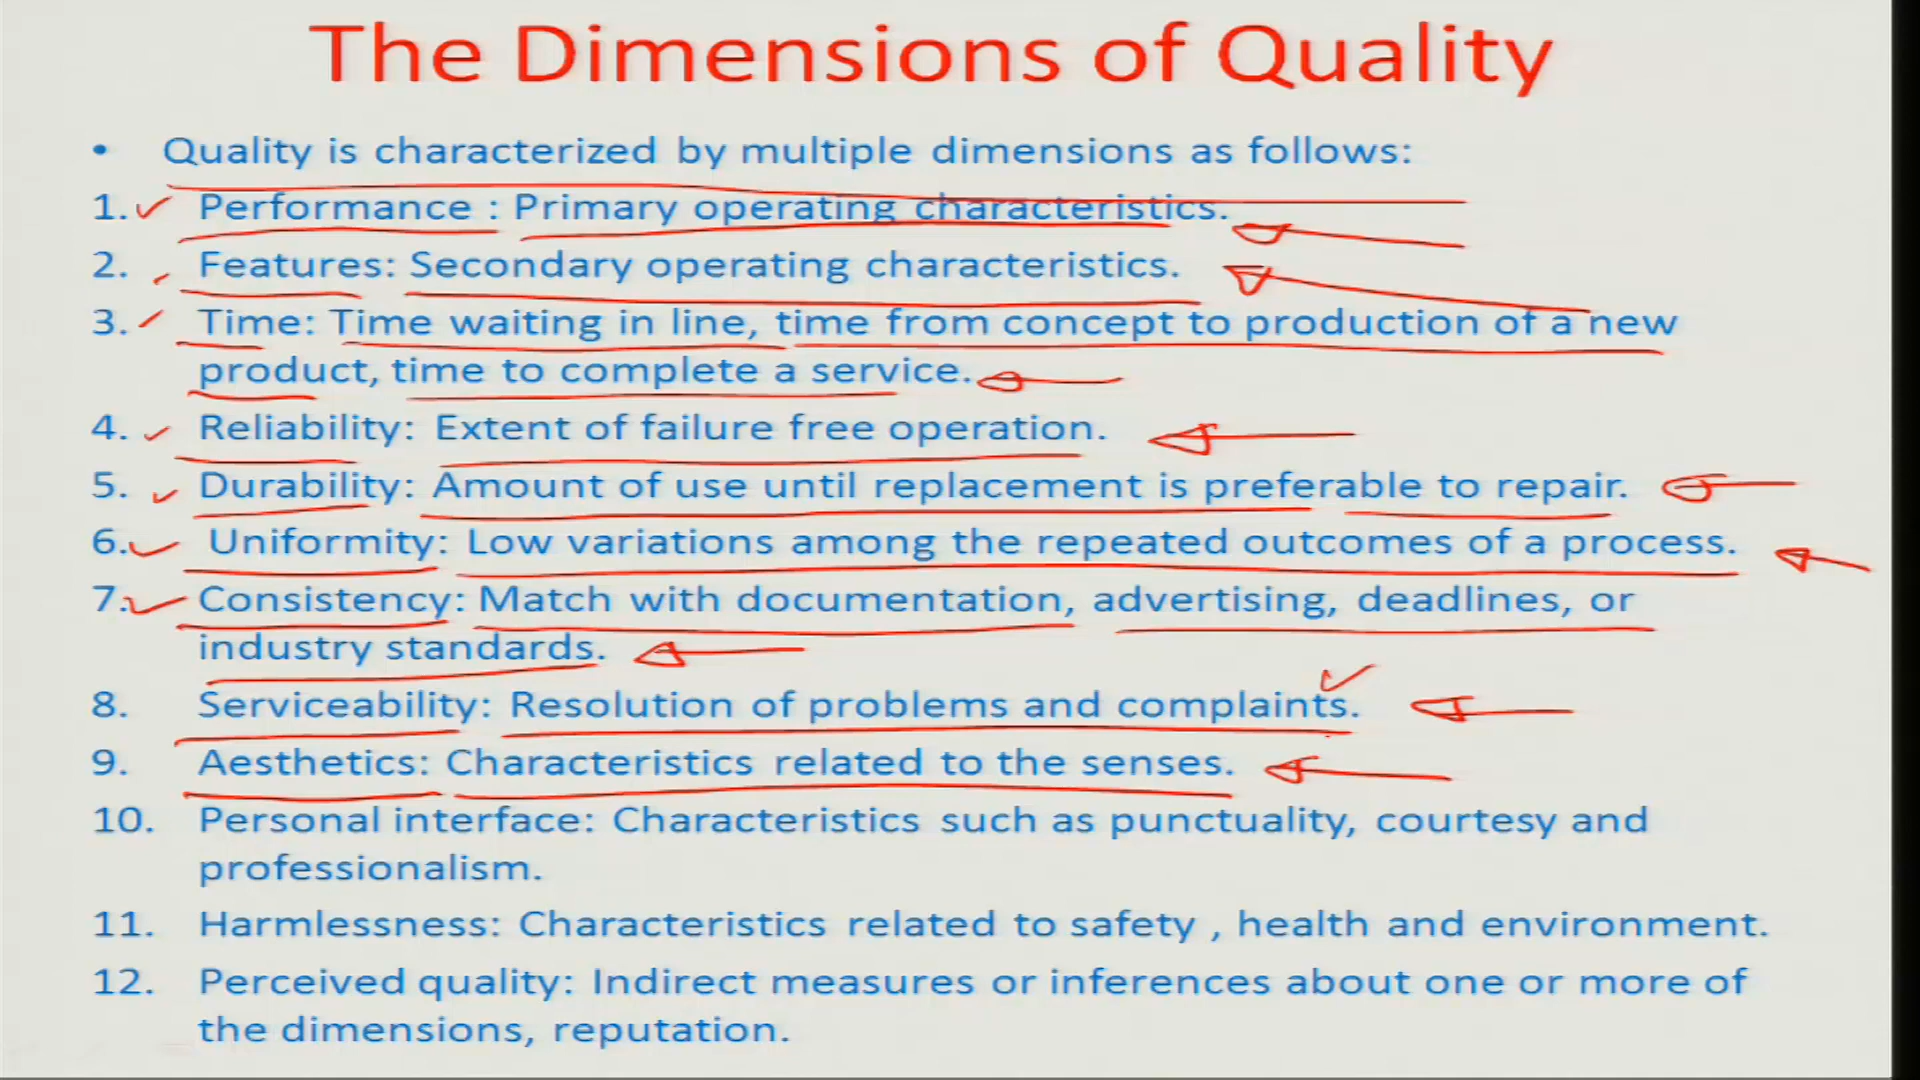 The Dimensions of Quality
• Quality is characterized by multiple dimensions as follows:
1. Performance : Primary operating characteristics.
2. Features: Secondary operating characteristics.
3. Time: Time waiting in line, time from concept to production of a new
product, time to complete a service.
4. Reliability: Extent of failure free operation.
5. Durability: Amount of use until replacement is preferable to repair.
6. Uniformity: Low variations among the repeated outcomes of a process.
7. Consistency: Match with documentation, advertising, deadlines, or
industry standards.
8. Serviceability: Resolution of problems and complaints.
9. Aesthetics: Characteristics related to the senses.
10. Personal interface: Characteristics such as punctuality, courtesy and
professionalism.
11. Harmlessness: Characteristics related to safety , health and environment.
12. Perceived quality: Indirect measures or inferences about one or more of
the dimensions, reputation.